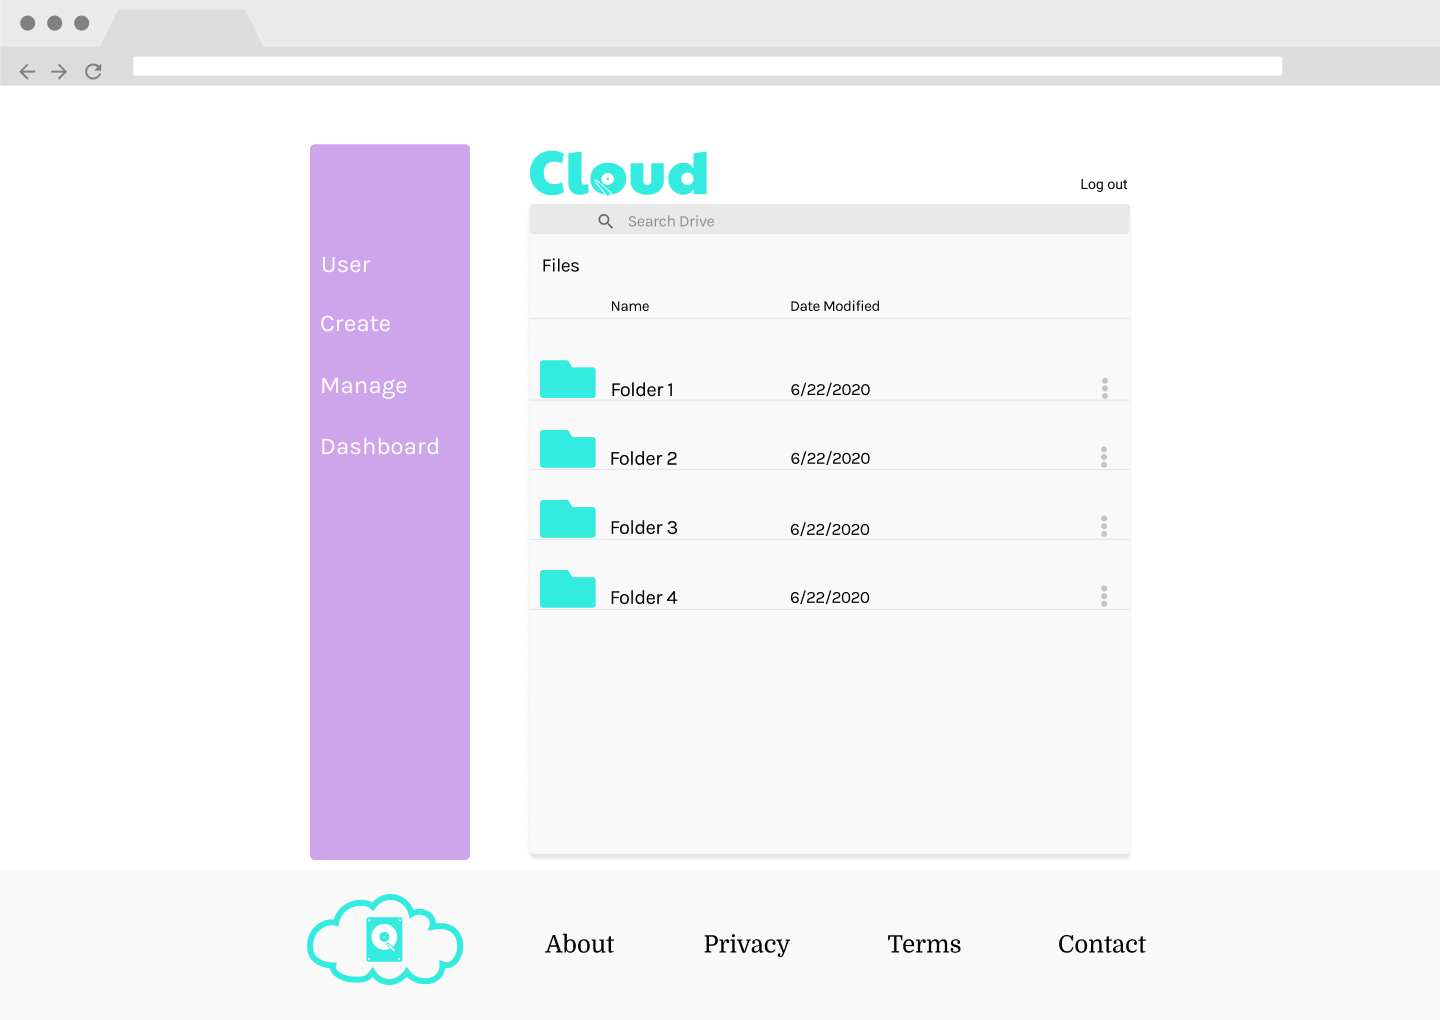 Cloud
Log out
Search Drive
User
Create
Manage
Dashboard
Files
Name Date Modified
Folder 1 6/22/2020
Folder 2 6/22/2020
Folder 3 6/22/2020
Folder 4 6/22/2020
About Privacy Terms Contact